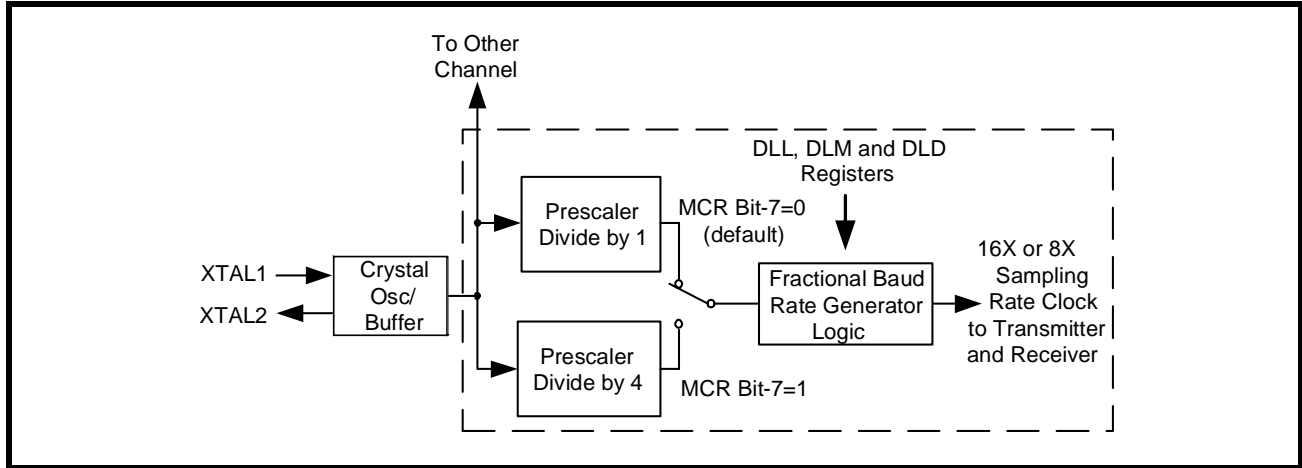 To Other
Channel
DLL, DLM and DLD
Registers
Prescaler
Divide by 1
MCR Bit-7=0
(default)
XTAL1
XTAL2
Crystal
Osc/
Buffer
Fractional Baud
Rate Generator
Logic
16X or 8X
Sampling
Rate Clock
to Transmitter
and Receiver
Prescaler
Divide by 4
MCR Bit-7=1